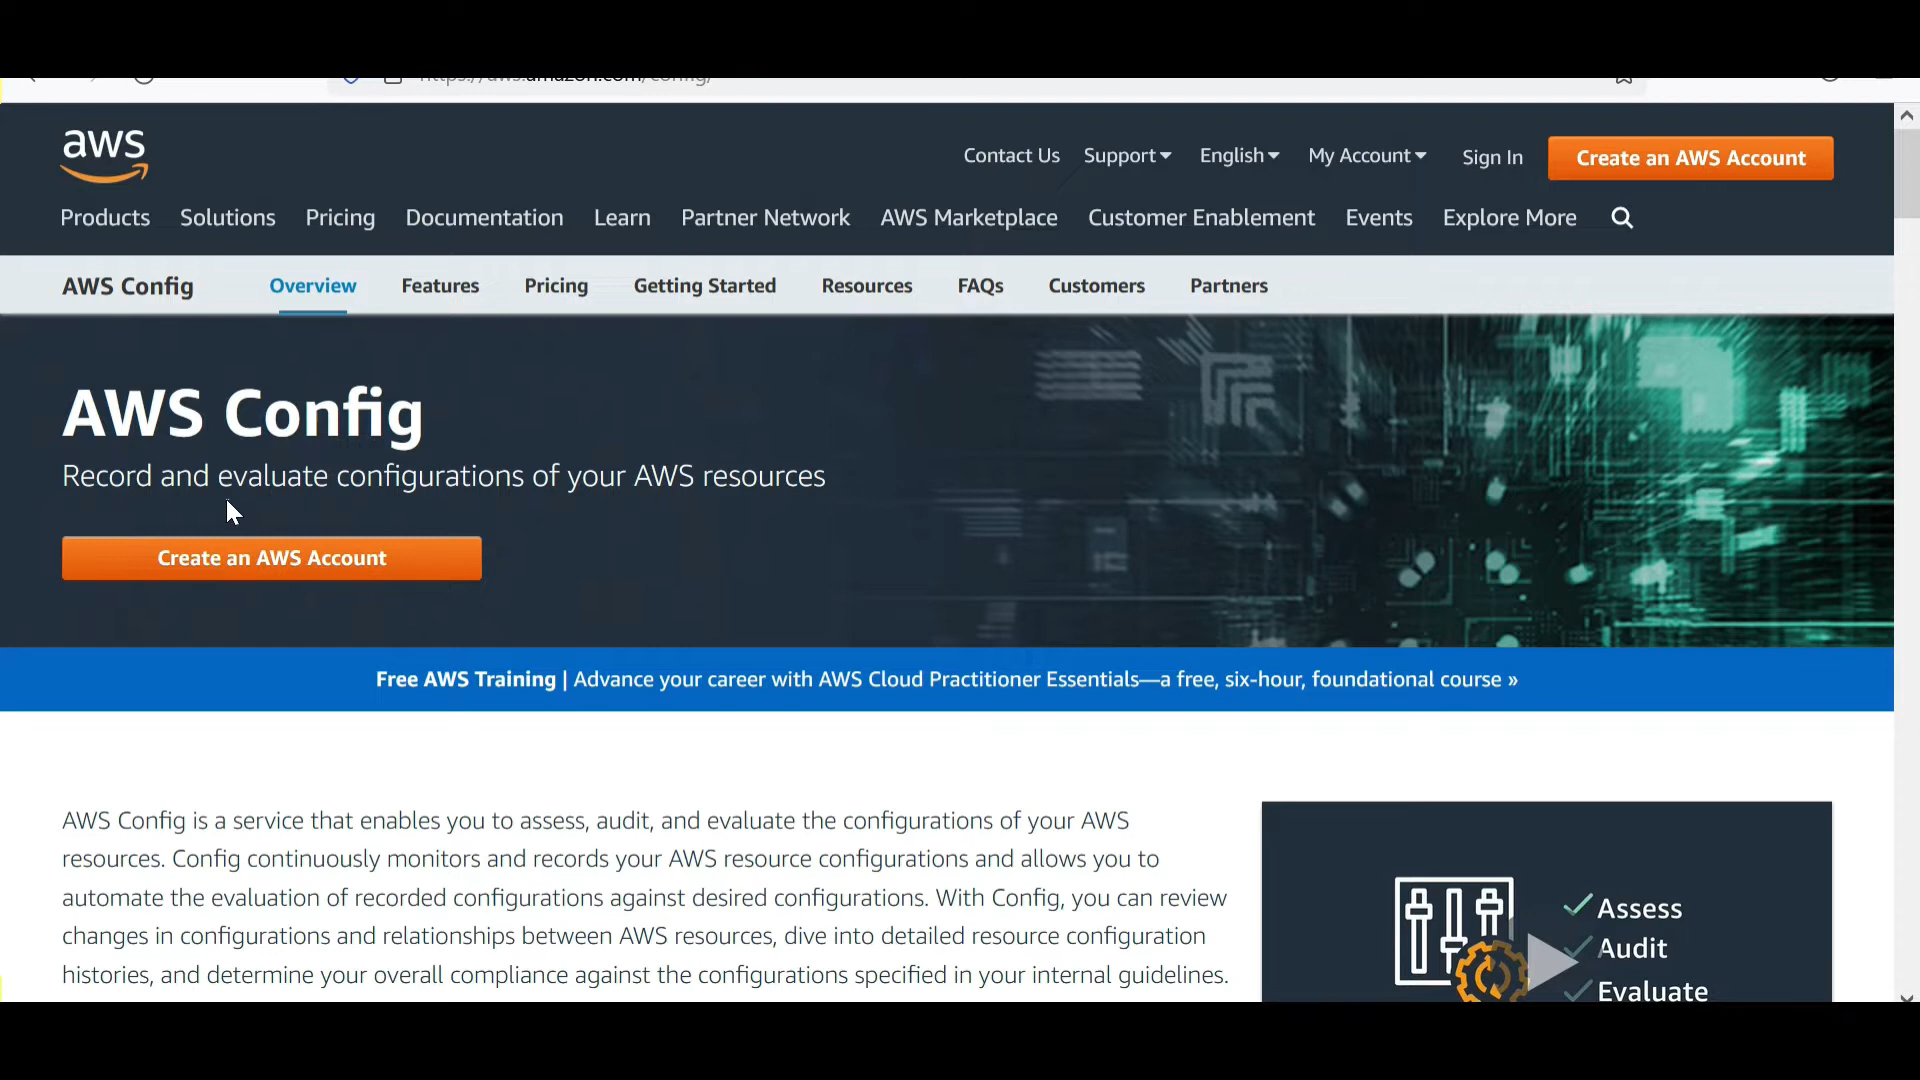 https://aws.amazon.com/config/
aws
Contact Us Support English My Account Sign In Create an AWS Account
Products Solutions Pricing Documentation Learn Partner Network AWS Marketplace Customer Enablement Events Explore More
AWS Config Overview Features Pricing Getting Started Resources FAQs Customers Partners
AWS Config
Record and evaluate configurations of your AWS resources
Create an AWS Account
Free AWS Training | Advance your career with AWS Cloud Practitioner Essentials—a free, six-hour, foundational course »
AWS Config is a service that enables you to assess, audit, and evaluate the configurations of your AWS
resources. Config continuously monitors and records your AWS resource configurations and allows you to
automate the evaluation of recorded configurations against desired configurations. With Config, you can review
changes in configurations and relationships between AWS resources, dive into detailed resource configuration
histories, and determine your overall compliance against the configurations specified in your internal guidelines.
Assess
Audit
Evaluate